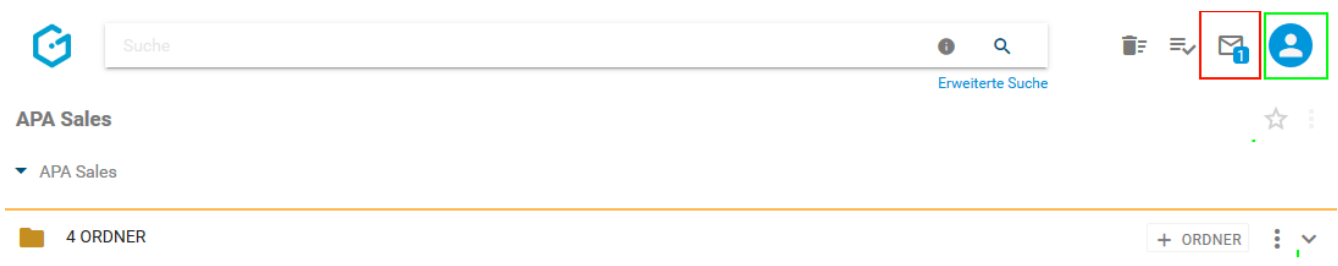 Suche
1
Erweiterte Suche
APA Sales
APA Sales
4 ORDNER
+ ORDNER